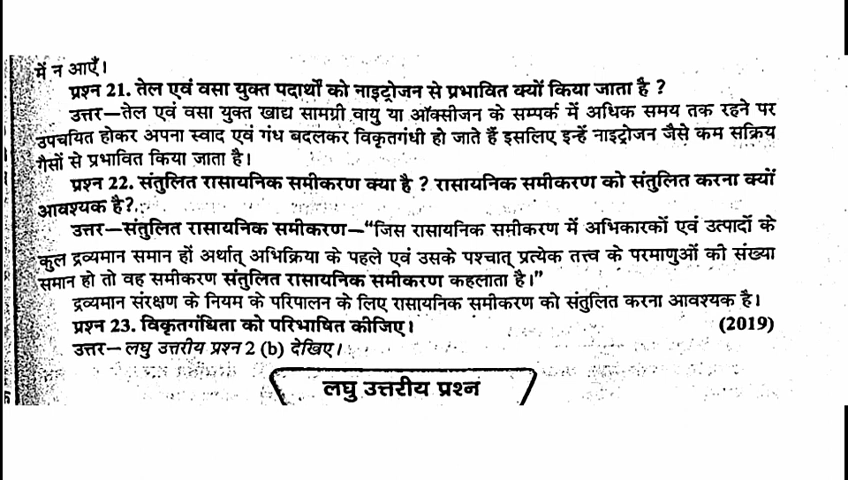 में न आएँ।
प्रश्न 21. तेल एवं वसा युक्त पदार्थों को नाइट्रोजन से प्रभावित क्यों किया जाता है ?
उत्तर—तेल एवं वसा युक्त खाद्य सामग्री वायु या ऑक्सीजन के सम्पर्क में अधिक समय तक रहने पर
उपचयित होकर अपना स्वाद एवं गंध बदलकर विकृतगंधी हो जाते हैं इसलिए इन्हें नाइट्रोजन जैसे कम सक्रिय
गैसों से प्रभावित किया जाता है।
प्रश्न 22. संतुलित रासायनिक समीकरण क्या है ? रासायनिक समीकरण को संतुलित करना क्यों
आवश्यक है?
उत्तर—संतुलित रासायनिक समीकरण—“जिस रासायनिक समीकरण में अभिकारकों एवं उत्पादों के
कुल द्रव्यमान समान हों अर्थात् अभिक्रिया के पहले एवं उसके पश्चात् प्रत्येक तत्त्व के परमाणुओं की संख्या
समान हो तो वह समीकरण संतुलित रासायनिक समीकरण कहलाता है।”
द्रव्यमान संरक्षण के नियम के परिपालन के लिए रासायनिक समीकरण को संतुलित करना आवश्यक है।
प्रश्न 23. विकृतगंधिता को परिभाषित कीजिए। (2019)
उत्तर— लघु उत्तरीय प्रश्न 2 (b) देखिए।
लघु उत्तरीय प्रश्न